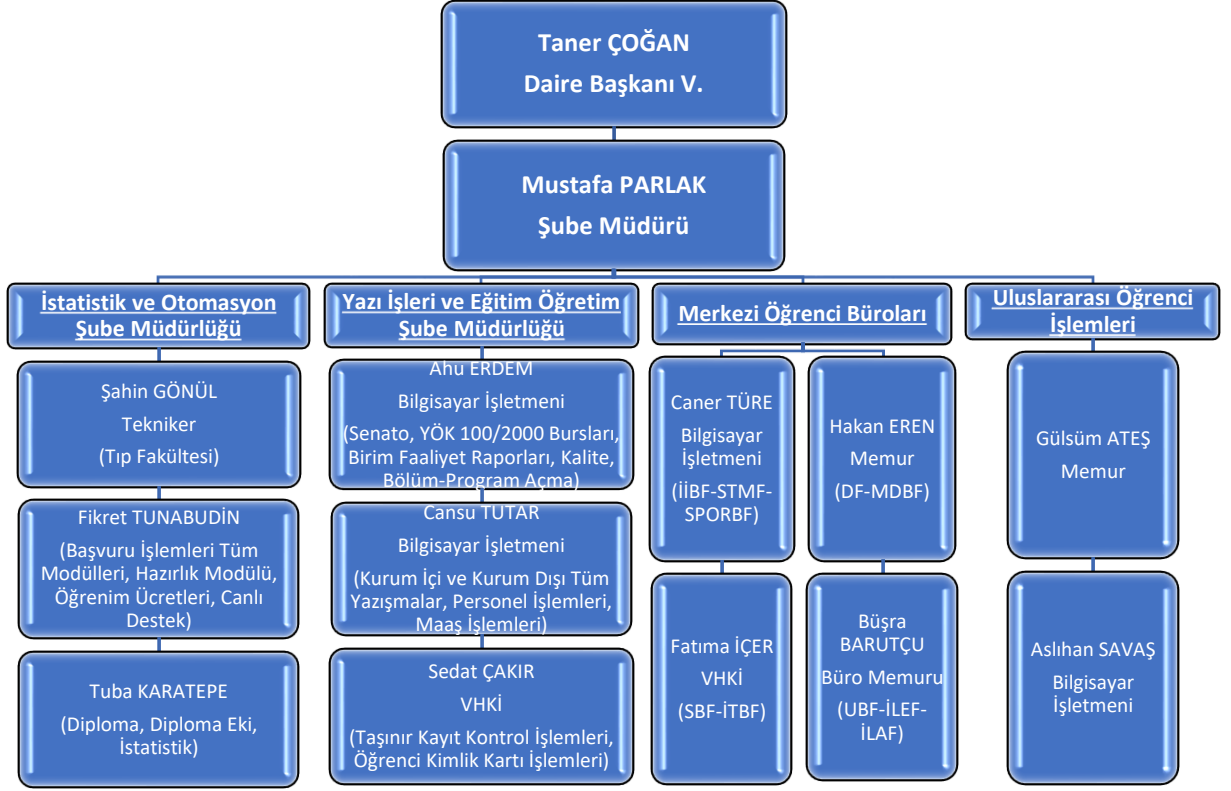 Taner ÇOĞAN
Daire Başkanı V.
Mustafa PARLAK
Şube Müdürü
İstatistik ve Otomasyon
Şube Müdürlüğü
Şahin GÖNÜL
Tekniker
(Tıp Fakültesi)
Fikret TUNABUDİN
(Başvuru İşlemleri Tüm
Modülleri, Hazırlık Modülü,
Öğrenim Ücretleri, Canlı
Destek)
Tuba KARATEPE
(Diploma, Diploma Eki,
İstatistik)
Yazı İşleri ve Eğitim Öğretim
Şube Müdürlüğü
Ahu ERDEM
Bilgisayar İşletmeni
(Senato, YÖK 100/2000 Bursları,
Birim Faaliyet Raporları, Kalite,
Bölüm-Program Açma)
Cansu TUTAR
Bilgisayar İşletmeni
(Kurum İçi ve Kurum Dışı Tüm
Yazışmalar, Personel İşlemleri,
Maaş İşlemleri)
Sedat ÇAKIR
VHKİ
(Taşınır Kayıt Kontrol İşlemleri,
Öğrenci Kimlik Kartı İşlemleri)
Merkezi Öğrenci Büroları
Caner TÜRE
Bilgisayar
İşletmeni
(İİBF-STMF-
SPORBF)
Fatıma İÇER
VHKİ
(SBF-İTBF)
Hakan EREN
Memur
(DF-MDBF)
Büşra
BARUTÇU
Büro Memuru
(UBF-İLEF-
İLAF)
Uluslararası Öğrenci
İşlemleri
Gülsüm ATEŞ
Memur
Aslıhan SAVAŞ
Bilgisayar
İşletmeni